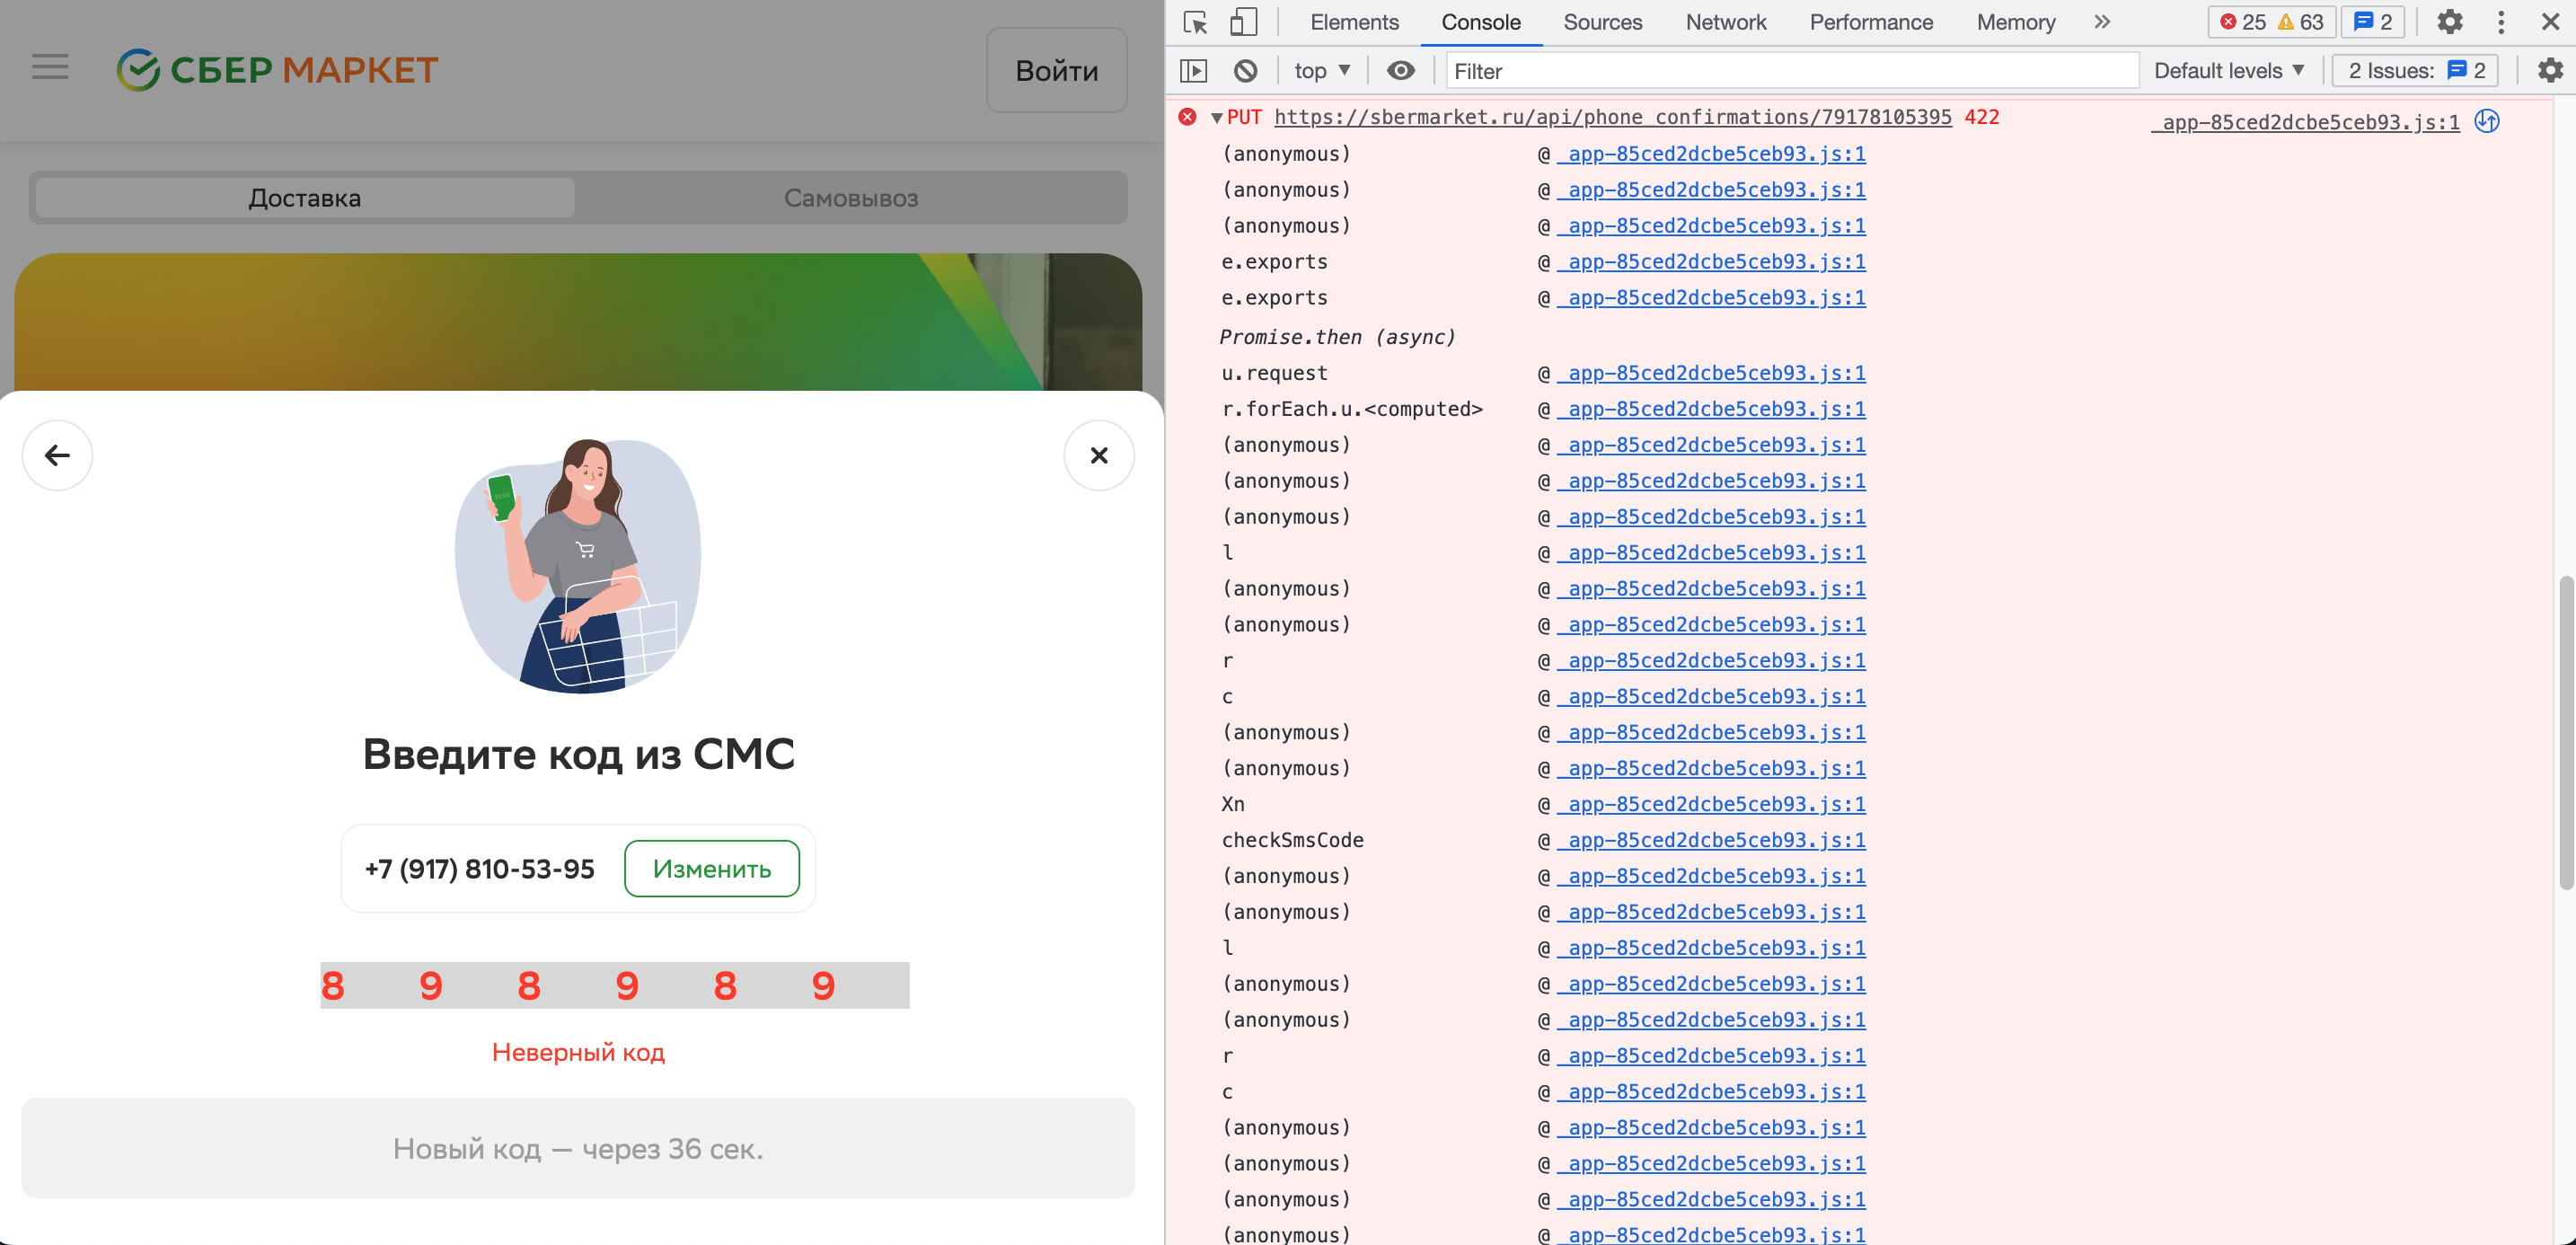 СБЕР МАРКЕТ
Войти
Доставка
Самовывоз
Введите код из СМС
+7 (917) 810-53-95
Изменить
8 9 8 9 8 9
Неверный код
Новый код — через 36 сек.
Elements Console Sources Network Performance Memory » 25 63 2
top ▼ Filter Default levels ▼ 2 Issues: 2
▼PUT https://sbermarket.ru/api/phone_confirmations/79178105395 422 _app-85ced2dcbe5ceb93.js:1
(anonymous) @ _app-85ced2dcbe5ceb93.js:1
(anonymous) @ _app-85ced2dcbe5ceb93.js:1
(anonymous) @ _app-85ced2dcbe5ceb93.js:1
e.exports @ _app-85ced2dcbe5ceb93.js:1
e.exports @ _app-85ced2dcbe5ceb93.js:1
Promise.then (async)
u.request @ _app-85ced2dcbe5ceb93.js:1
r.forEach.u.<computed> @ _app-85ced2dcbe5ceb93.js:1
(anonymous) @ _app-85ced2dcbe5ceb93.js:1
(anonymous) @ _app-85ced2dcbe5ceb93.js:1
(anonymous) @ _app-85ced2dcbe5ceb93.js:1
l @ _app-85ced2dcbe5ceb93.js:1
(anonymous) @ _app-85ced2dcbe5ceb93.js:1
(anonymous) @ _app-85ced2dcbe5ceb93.js:1
r @ _app-85ced2dcbe5ceb93.js:1
c @ _app-85ced2dcbe5ceb93.js:1
(anonymous) @ _app-85ced2dcbe5ceb93.js:1
(anonymous) @ _app-85ced2dcbe5ceb93.js:1
Xn @ _app-85ced2dcbe5ceb93.js:1
checkSmsCode @ _app-85ced2dcbe5ceb93.js:1
(anonymous) @ _app-85ced2dcbe5ceb93.js:1
(anonymous) @ _app-85ced2dcbe5ceb93.js:1
l @ _app-85ced2dcbe5ceb93.js:1
(anonymous) @ _app-85ced2dcbe5ceb93.js:1
(anonymous) @ _app-85ced2dcbe5ceb93.js:1
r @ _app-85ced2dcbe5ceb93.js:1
c @ _app-85ced2dcbe5ceb93.js:1
(anonymous) @ _app-85ced2dcbe5ceb93.js:1
(anonymous) @ _app-85ced2dcbe5ceb93.js:1
(anonymous) @ _app-85ced2dcbe5ceb93.js:1
(anonymous) @ _app-85ced2dcbe5ceb93.js:1